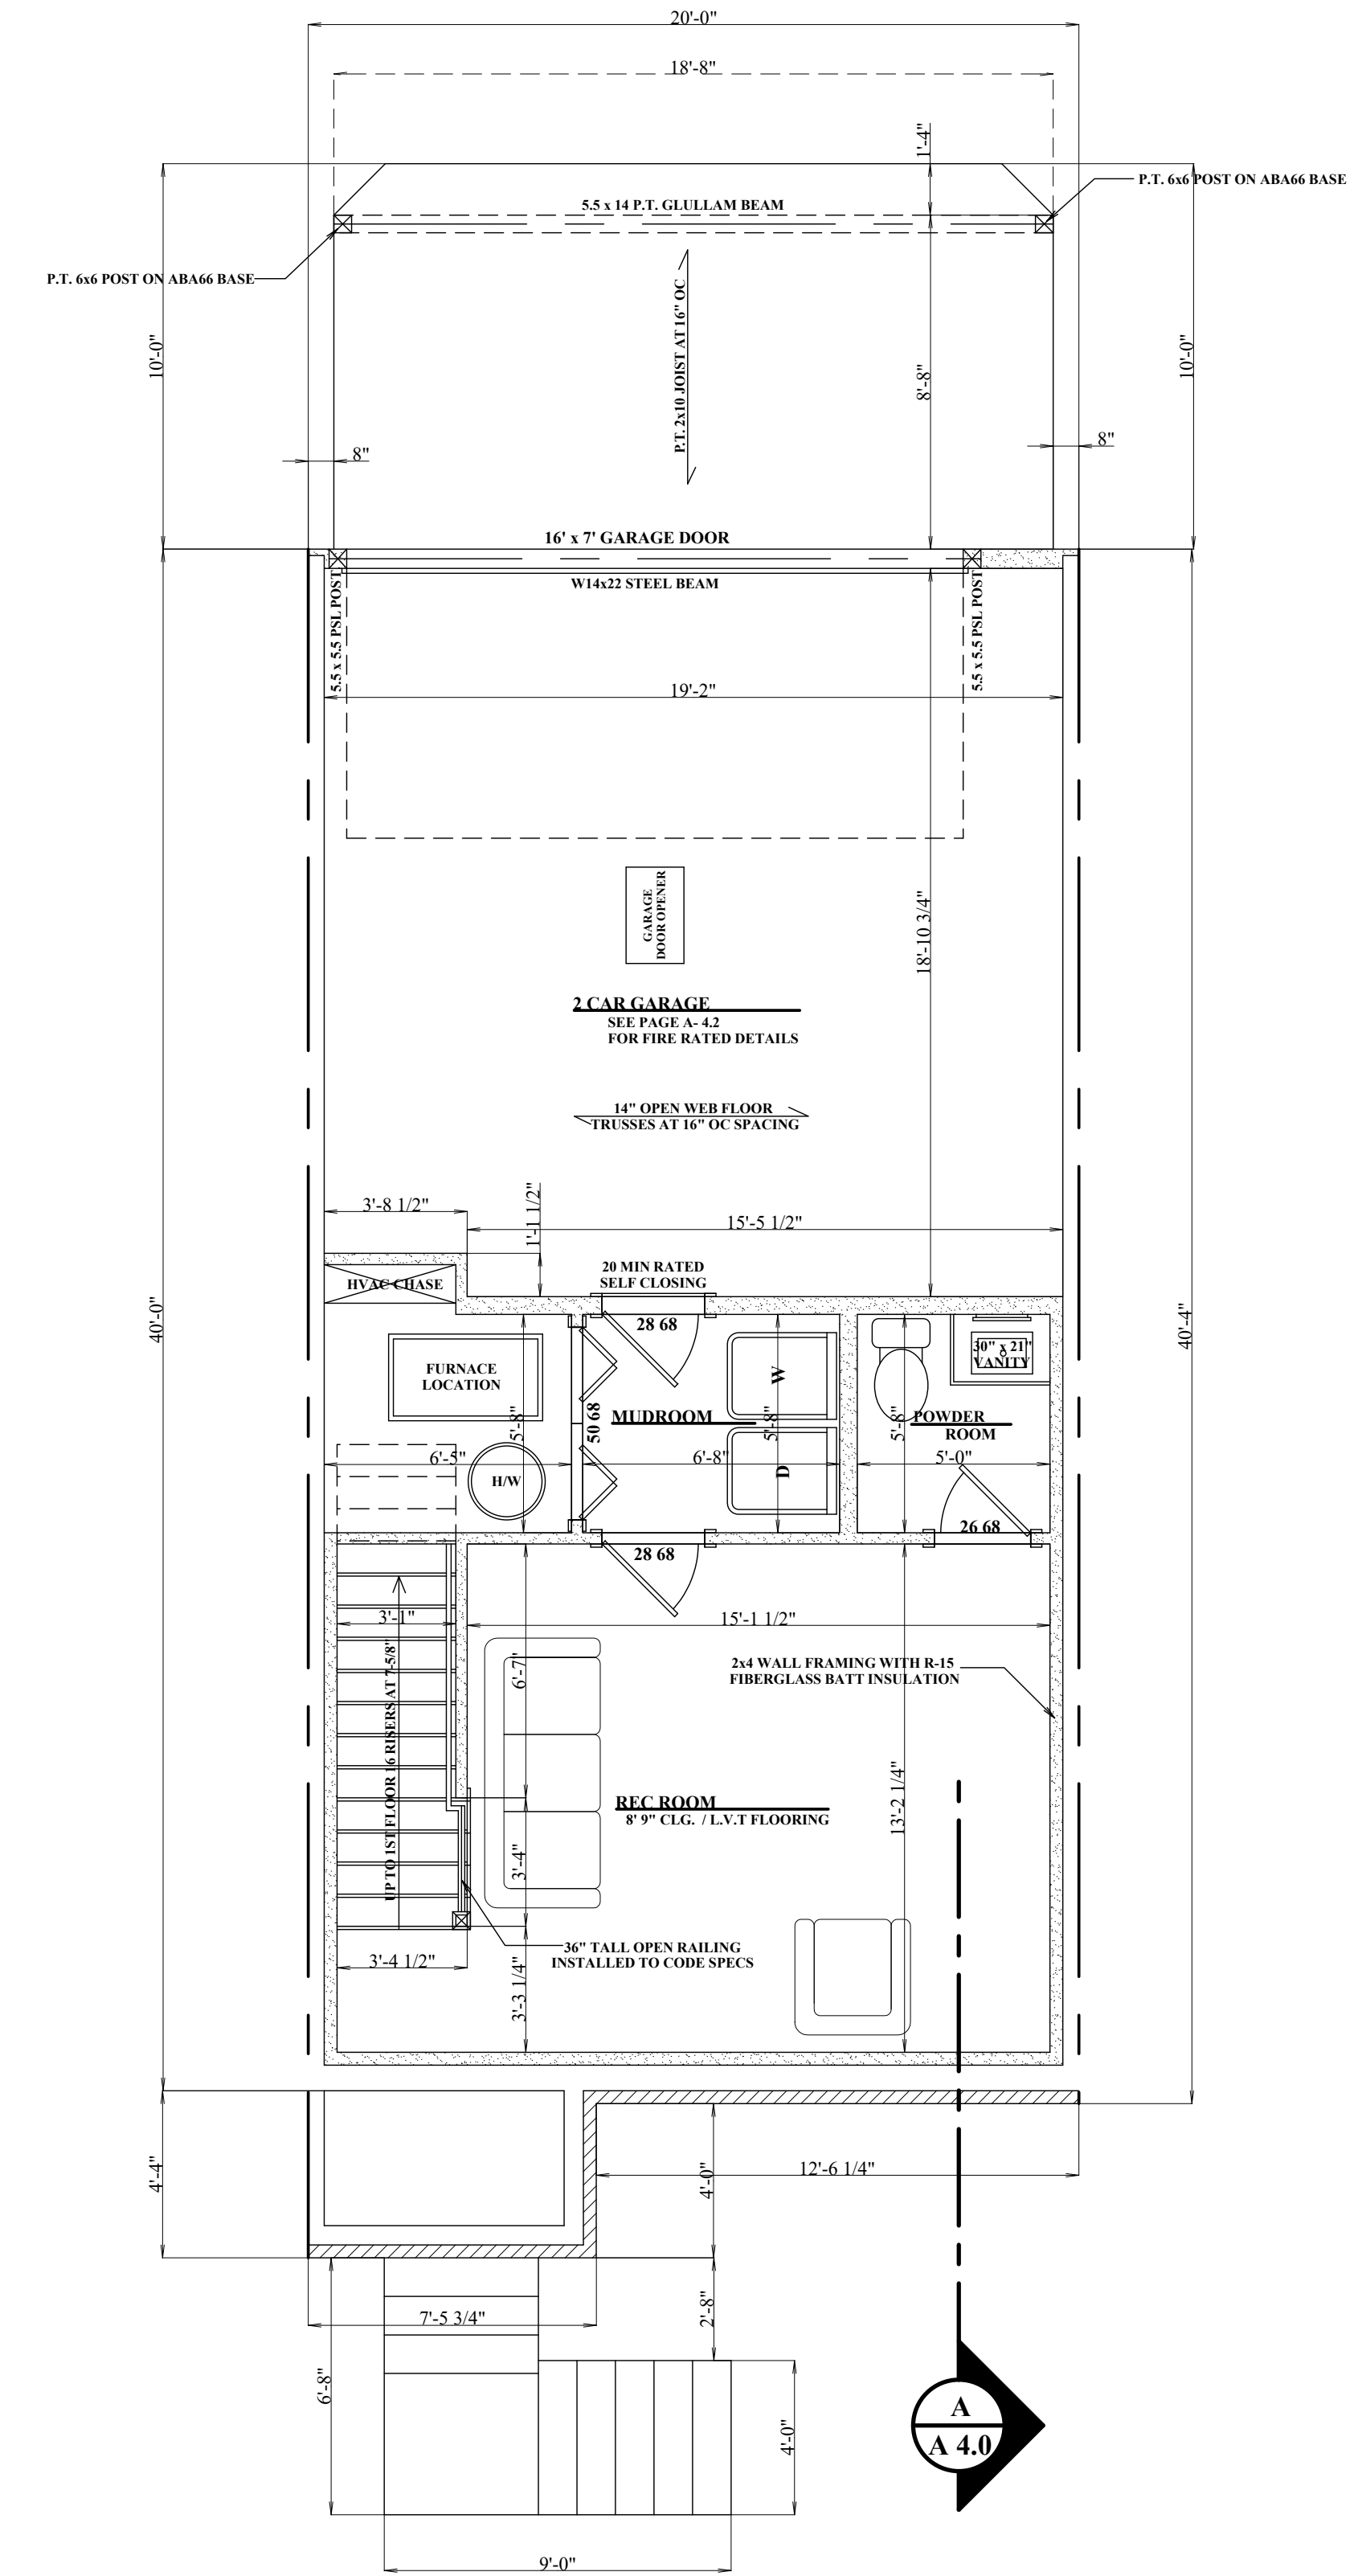 20'-0"
18'-8"
1'-4"
P.T. 6x6 POST ON ABA66 BASE
5.5 x 14 P.T. GLULLAM BEAM
P.T. 6x6 POST ON ABA66 BASE
P.T. 2x10 JOIST AT 16" OC
10'-0"
8'-8"
10'-0"
8"
8"
16' x 7' GARAGE DOOR
W14x22 STEEL BEAM
5.5 x 5.5 PSL POST
5.5 x 5.5 PSL POST
19'-2"
GARAGE
DOOR OPENER
18'-10 3/4"
2 CAR GARAGE
SEE PAGE A- 4.2
FOR FIRE RATED DETAILS
14" OPEN WEB FLOOR
TRUSSES AT 16" OC SPACING
3'-8 1/2"
1'-1 1/2"
15'-5 1/2"
20 MIN RATED
SELF CLOSING
HVAC CHASE
40'-0"
40'-4"
28 68
30" x 21"
VANITY
FURNACE
LOCATION
W
5'-8"
50 68
MUDROOM
5'-8"
5'-8"
POWDER
ROOM
6'-5"
6'-8"
5'-0"
H/W
D
26 68
28 68
3'-1"
15'-1 1/2"
UP TO 1ST FLOOR 16 RISERS AT 7-5/8"
6'-7"
2x4 WALL FRAMING WITH R-15
FIBERGLASS BATT INSULATION
REC ROOM
8' 9" CLG. / L.V.T FLOORING
13'-2 1/4"
3'-4"
36" TALL OPEN RAILING
INSTALLED TO CODE SPECS
3'-4 1/2"
3'-3 1/4"
4'-4"
4'-0"
12'-6 1/4"
7'-5 3/4"
2'-8"
6'-8"
4'-0"
A
A 4.0
9'-0"